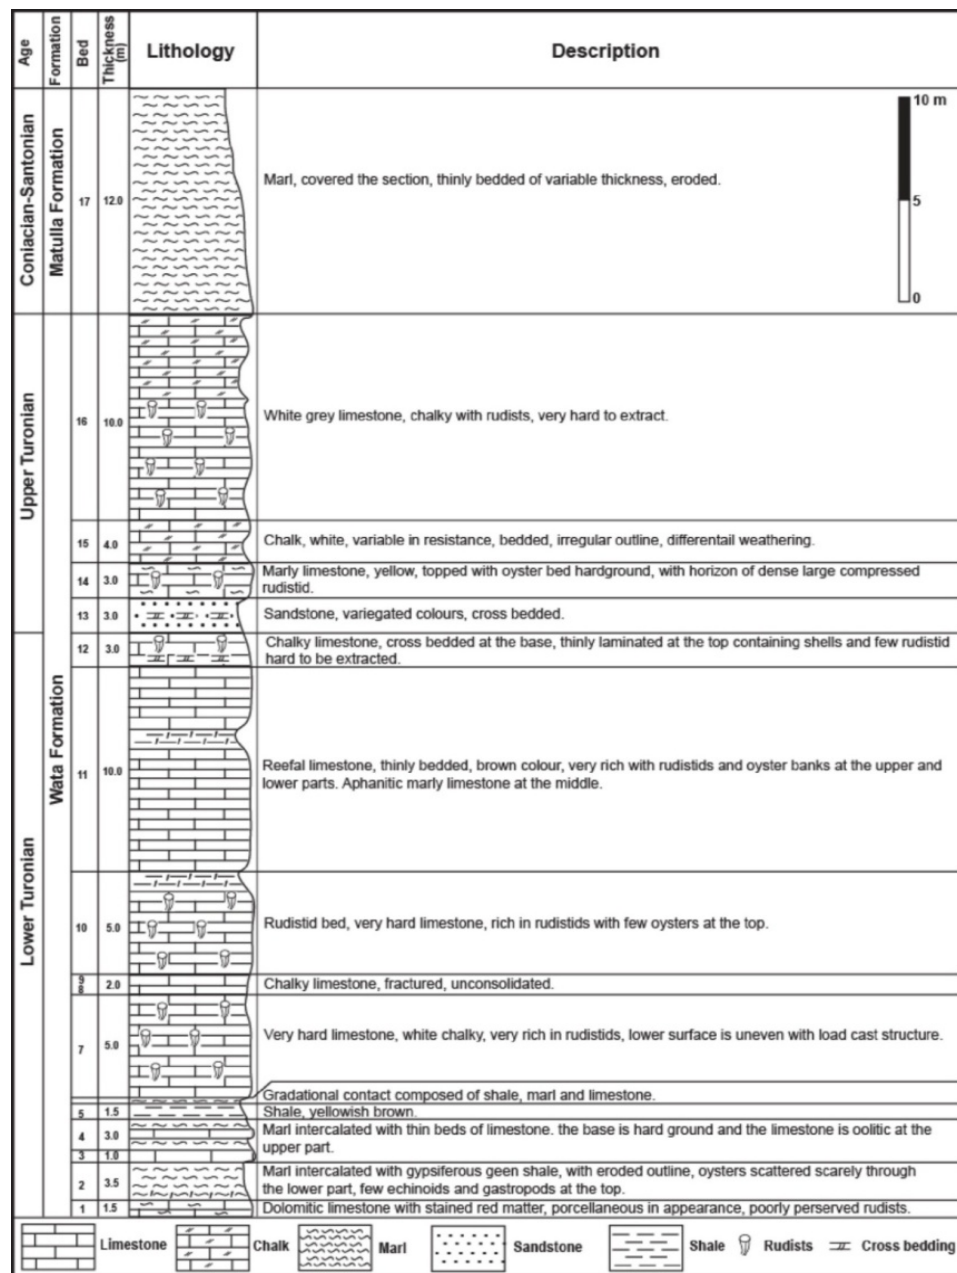 Age Formation Bed Thickness (m) Lithology Description
Coniacian-Santonian
Matulla Formation
17 12.0
Marl, covered the section, thinly bedded of variable thickness, eroded.
10 m
5
0
Upper Turonian
Wata Formation
16 10.0
White grey limestone, chalky with rudists, very hard to extract.
15 4.0
Chalk, white, variable in resistance, bedded, irregular outline, differentail weathering.
14 3.0
Marly limestone, yellow, topped with oyster bed hardground, with horizon of dense large compressed
rudistid.
13 3.0
Sandstone, variegated colours, cross bedded.
Lower Turonian
12 3.0
Chalky limestone, cross bedded at the base, thinly laminated at the top containing shells and few rudistid
hard to be extracted.
11 10.0
Reefal limestone, thinly bedded, brown colour, very rich with rudistids and oyster banks at the upper and
lower parts. Aphanitic marly limestone at the middle.
10 5.0
Rudistid bed, very hard limestone, rich in rudistids with few oysters at the top.
9
8 2.0
Chalky limestone, fractured, unconsolidated.
7 5.0
Very hard limestone, white chalky, very rich in rudistids, lower surface is uneven with load cast structure.
Gradational contact composed of shale, marl and limestone.
5 1.5
Shale, yellowish brown.
4 3.0
Marl intercalated with thin beds of limestone. the base is hard ground and the limestone is oolitic at the
upper part.
3 1.0
2 3.5
Marl intercalated with gypsiferous geen shale, with eroded outline, oysters scattered scarely through
the lower part, few echinoids and gastropods at the top.
1 1.5
Dolomitic limestone with stained red matter, porcellaneous in appearance, poorly perserved rudists.
Limestone Chalk Marl Sandstone Shale Rudists Cross bedding